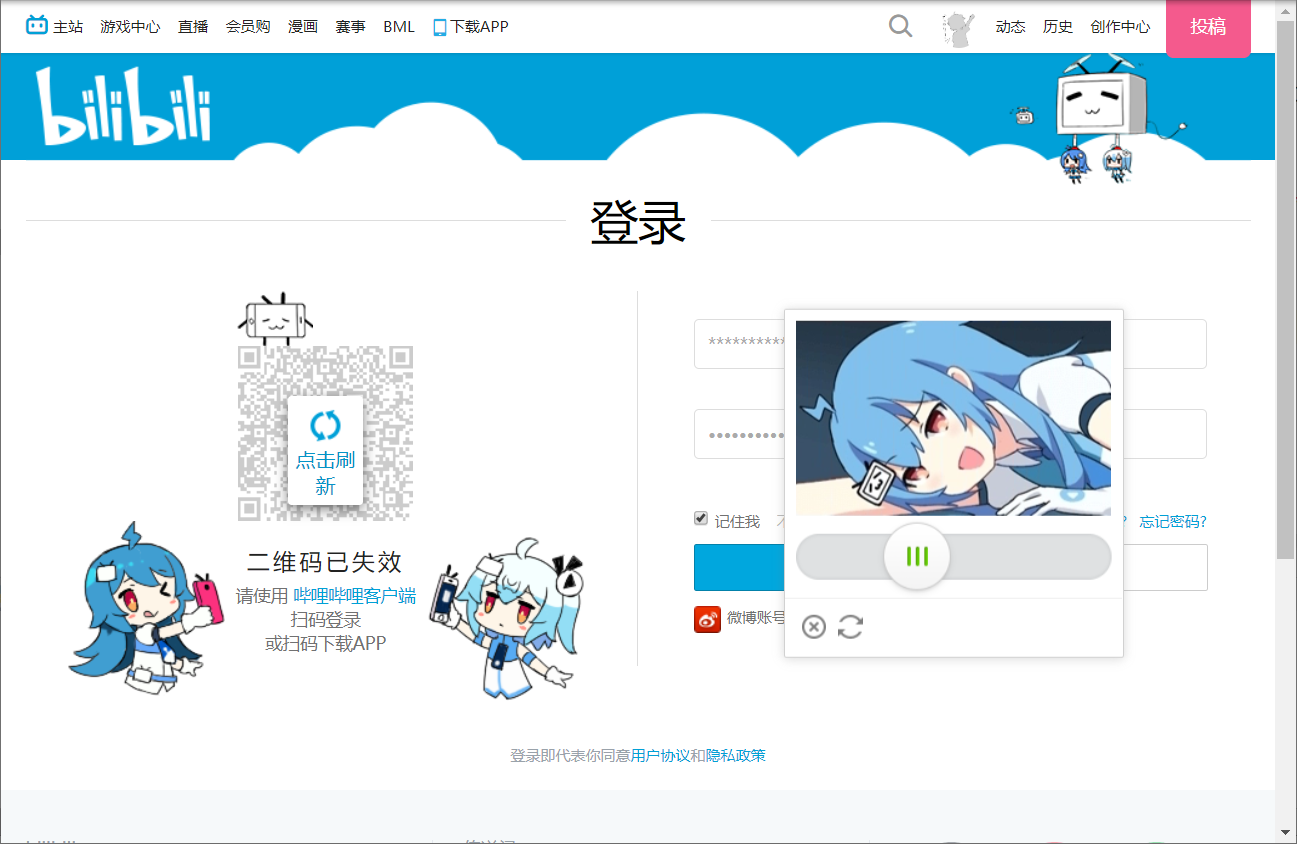 主站 游戏中心 直播 会员购 漫画 赛事 BML 下载APP 动态 历史 创作中心 投稿
bilibili
登录
点击刷
新
二维码已失效
请使用 哔哩哔哩客户端
扫码登录
或扫码下载APP
***********
•••••••••••
记住我 不 ? 忘记密码?
微博账号
登录即代表你同意用户协议和隐私政策